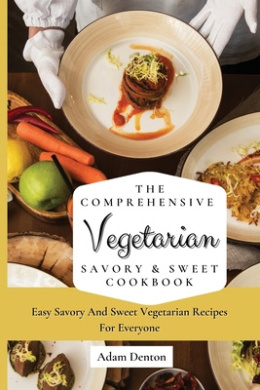 THE
COMPREHENSIVE
Vegetarian
SAVORY & SWEET
COOKBOOK
Easy Savory And Sweet Vegetarian Recipes
For Everyone
Adam Denton